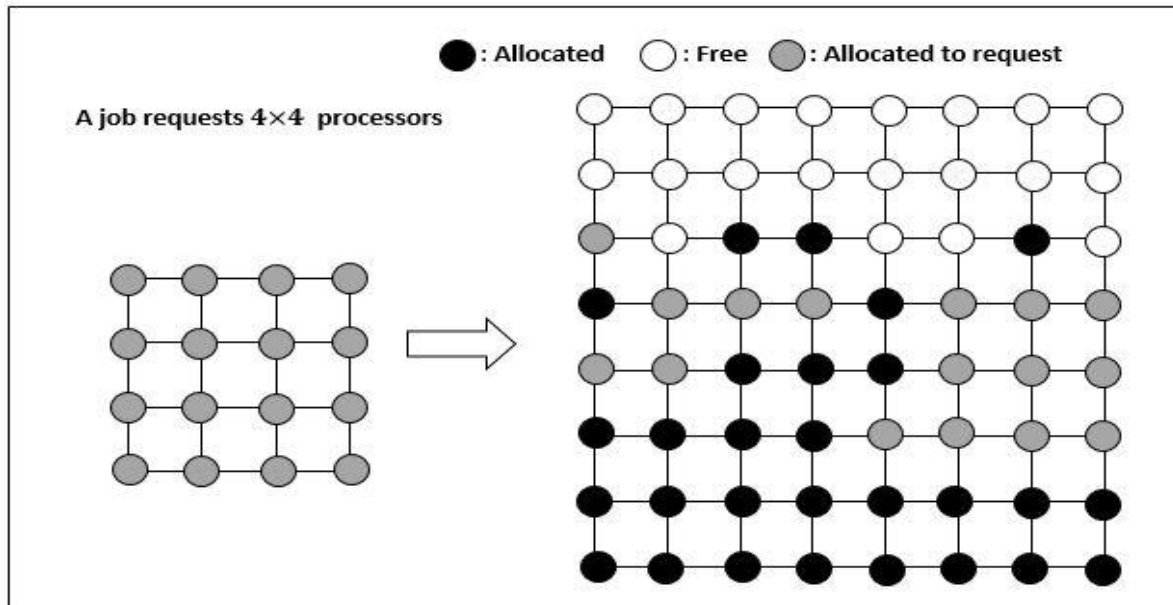 : Allocated : Free : Allocated to request
A job requests 4×4 processors